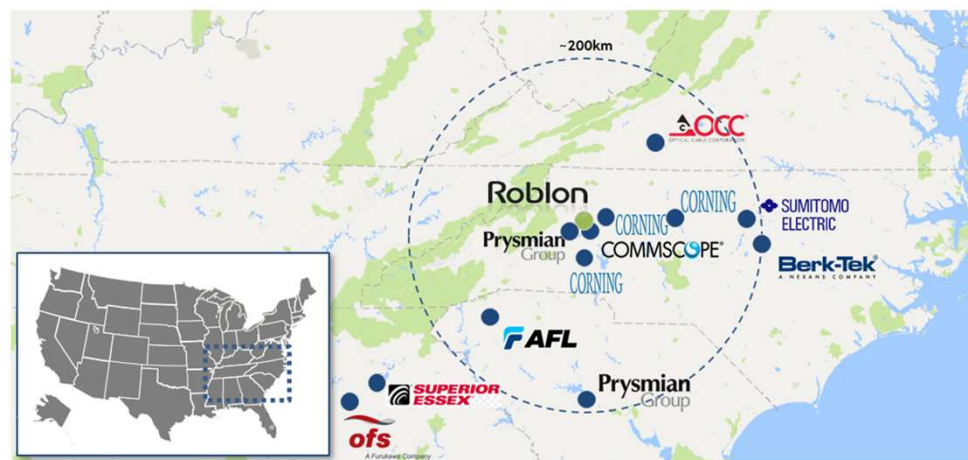 ~200km
OCC
OPTICAL CABLE CORPORATION
Roblon
CORNING
SUMITOMO
ELECTRIC
CORNING
Prysmian
Group
COMMSCOPE®
Berk-Tek®
A NEXANS COMPANY
CORNING
AFL
Prysmian
Group
SUPERIOR
ESSEX
ofs
A Furukawa Company